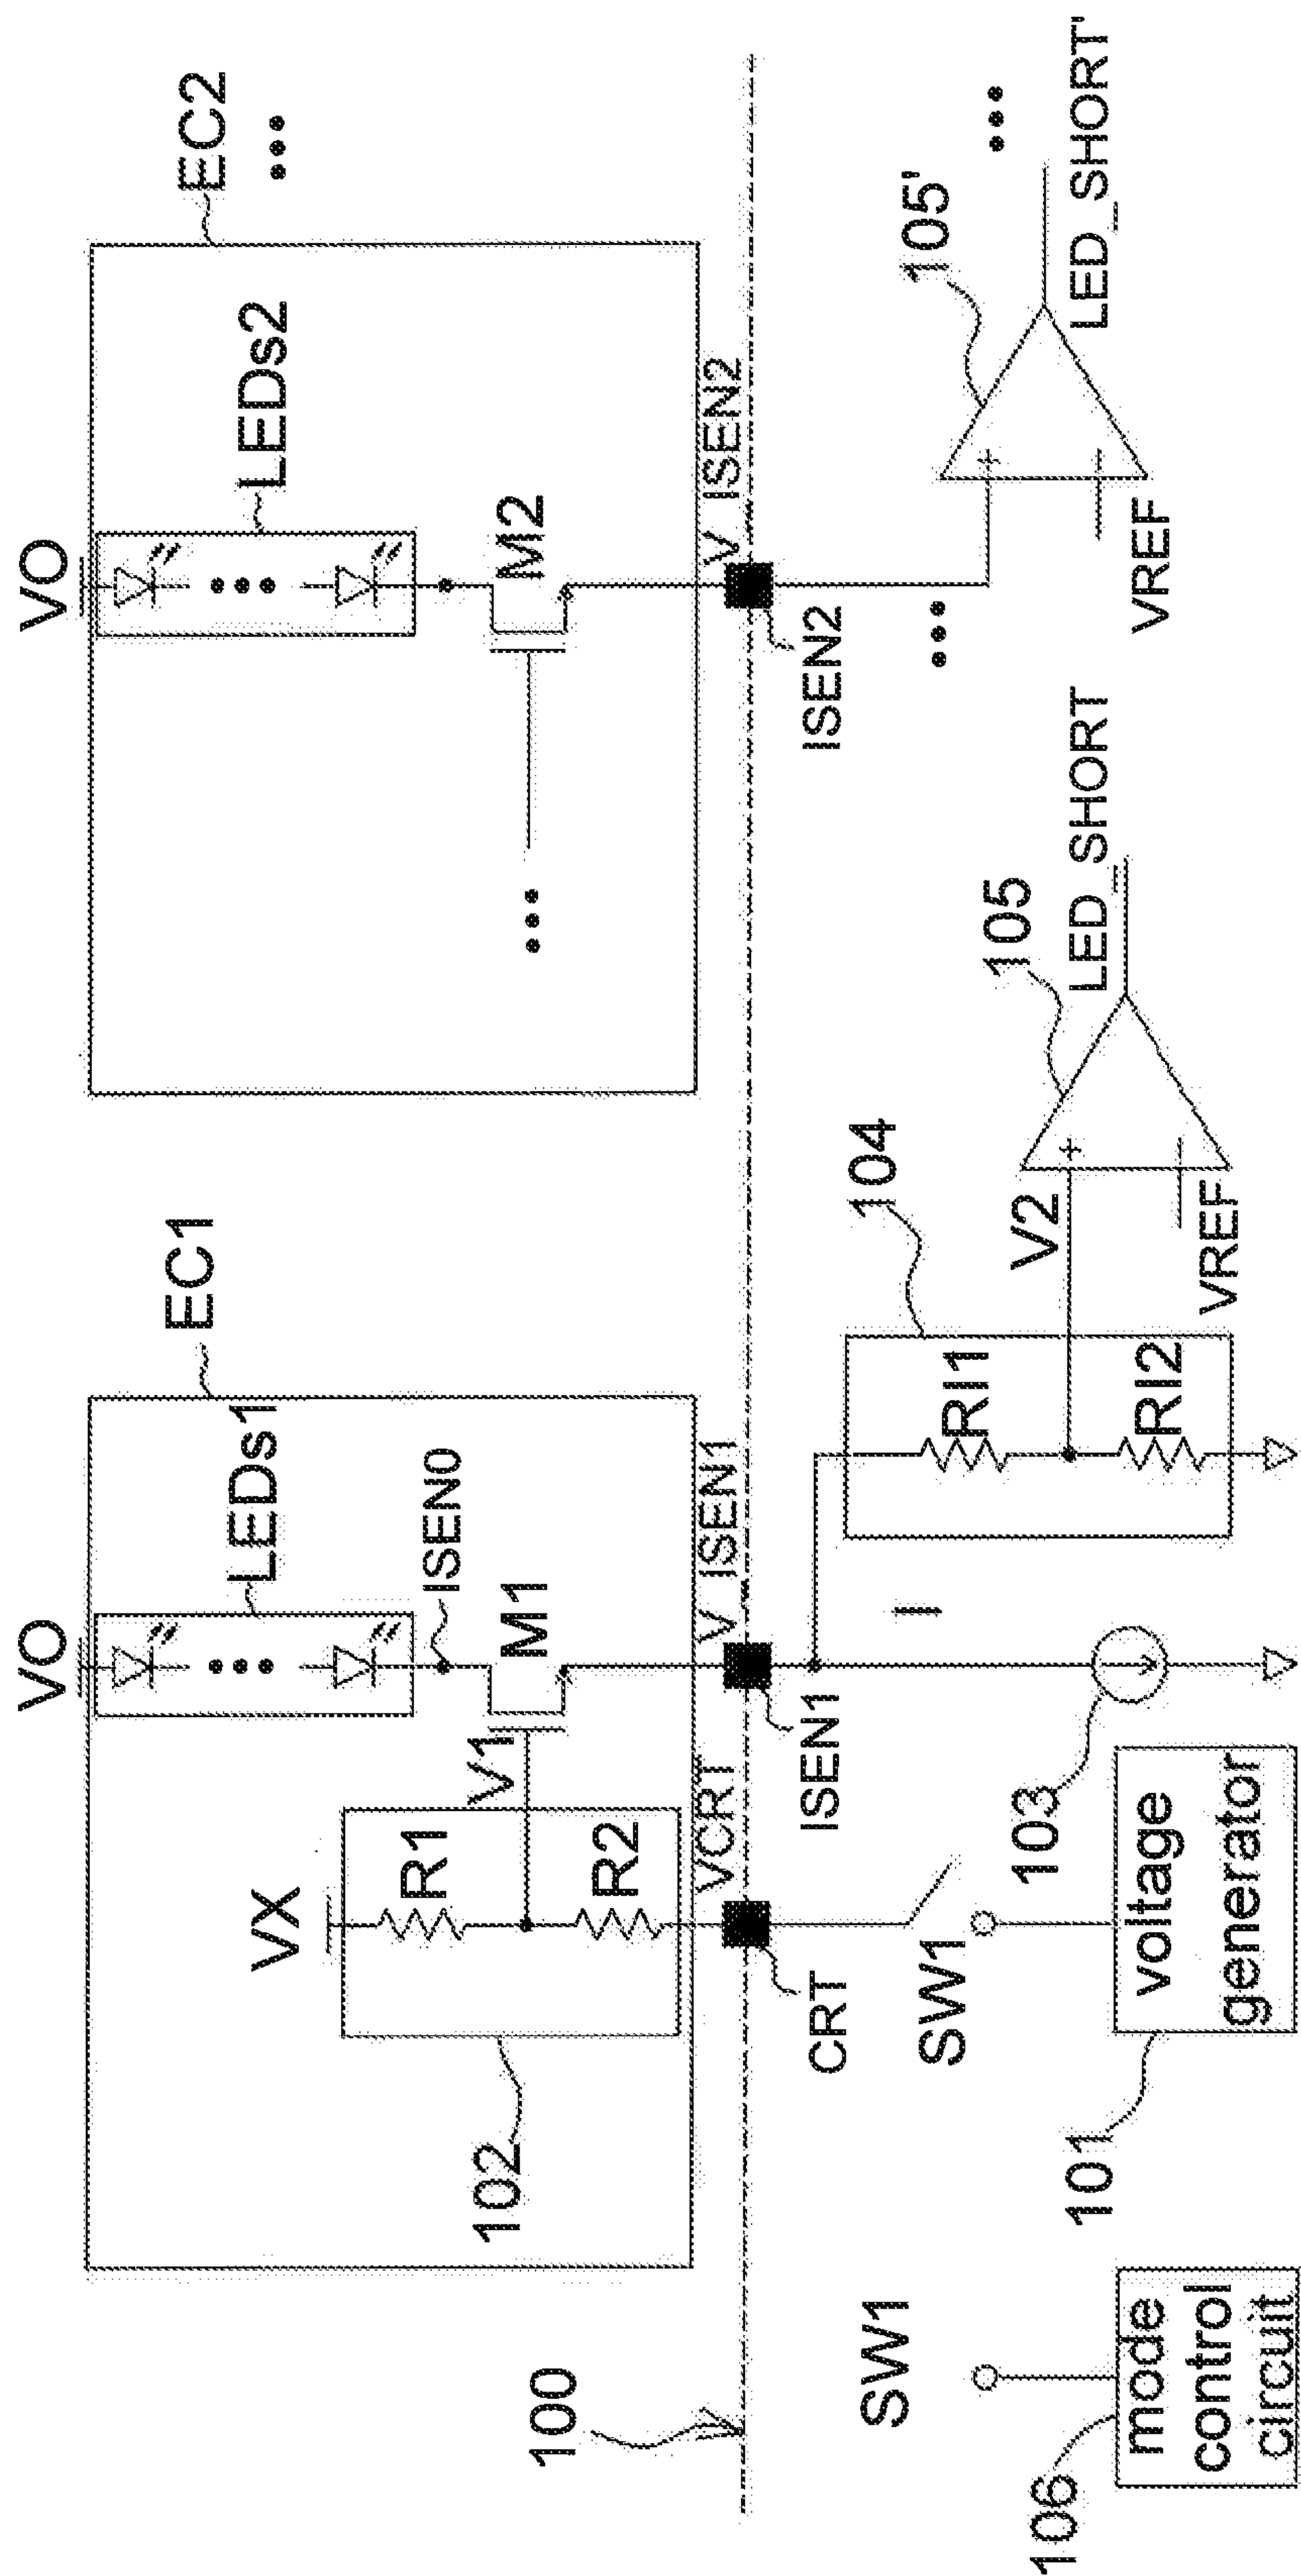 EC1
EC2
VO
LEDs1
VX
ISEN0
R1
V1
M1
102
R2
VCRT
V_ISEN1
VO
LEDs2
M2
V_ISEN2
100
CRT
ISEN1
ISEN2
SW1
SW1
I
104
RI1
V2
RI2
VREF
105
LED_SHORT
105'
VREF
LED_SHORT'
106
mode
control
circuit
101
voltage
generator
103